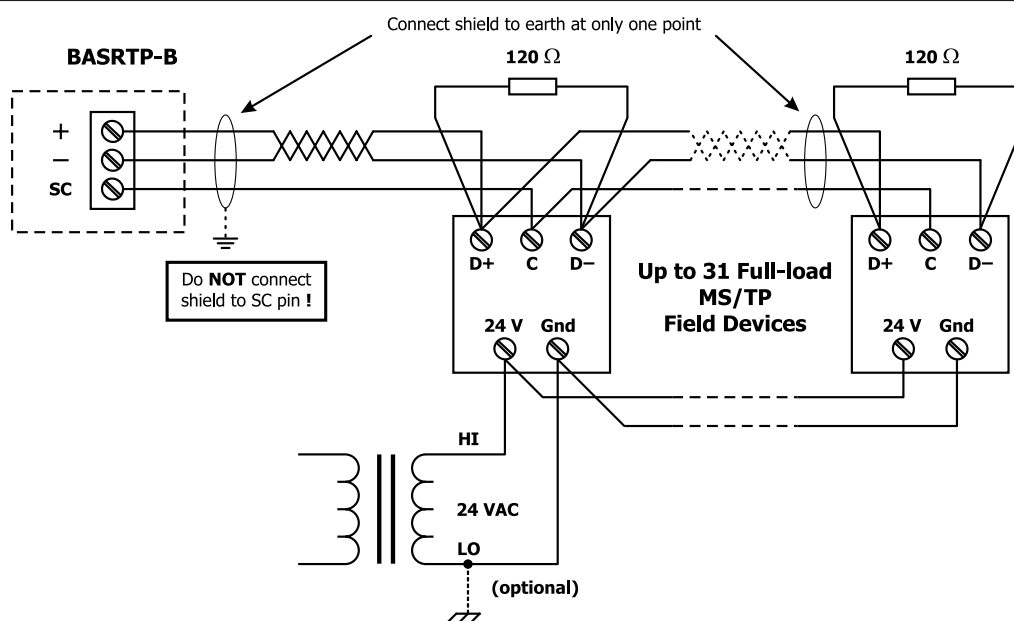 Connect shield to earth at only one point
BASRTP-B
120 Ω
120 Ω
+
−
SC
D+
C
D−
D+
C
D−
Do NOT connect
shield to SC pin !
Up to 31 Full-load
MS/TP
Field Devices
24 V
Gnd
24 V
Gnd
HI
24 VAC
LO
(optional)